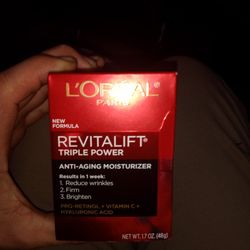 L'ORÉAL
PARIS
NEW
FORMULA
REVITALIFT®
TRIPLE POWER
ANTI-AGING MOISTURIZER
Results in 1 week:
1. Reduce wrinkles
2. Firm
3. Brighten
PRO-RETINOL + VITAMIN C +
HYALURONIC ACID
NET WT. 1.7 OZ. (48g)